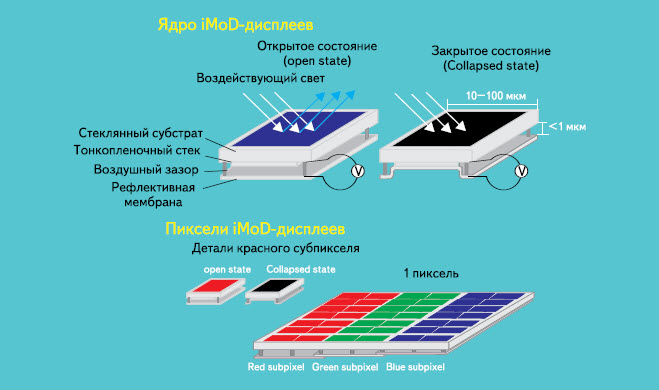 Ядро iMoD-дисплеев
Открытое состояние
(open state)
Закрытое состояние
(Collapsed state)
Воздействующий свет
10—100 мкм
<1 мкм
Стеклянный субстрат
Тонкопленочный стек
Воздушный зазор
Рефлективная
мембрана
V
V
Пиксели iMoD-дисплеев
Детали красного субпикселя
open state
Collapsed state
1 пиксель
Red subpixel
Green subpixel
Blue subpixel